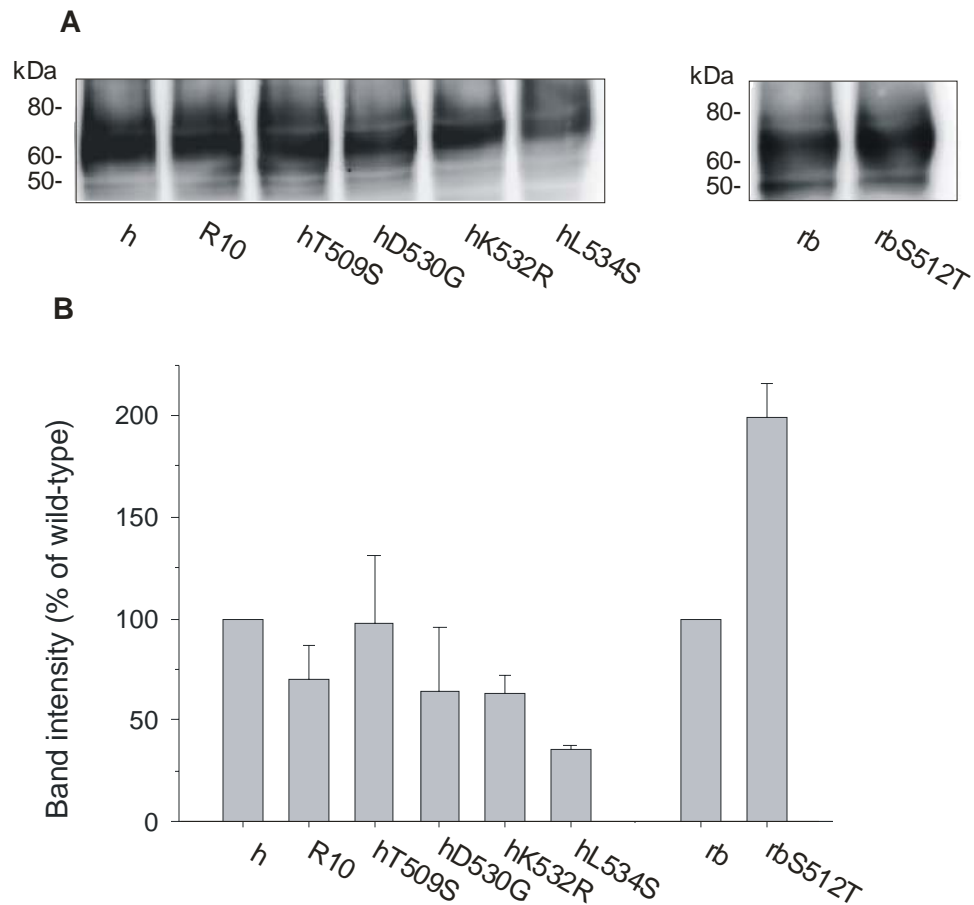 A
kDa
80-
60-
50-
h R10 hT509S hD530G hK532R hL534S
kDa
80-
60-
50-
rb rbS512T
B
Band intensity (% of wild-type)
200
150
100
50
0
h R10 hT509S hD530G hK532R hL534S rb rbS512T